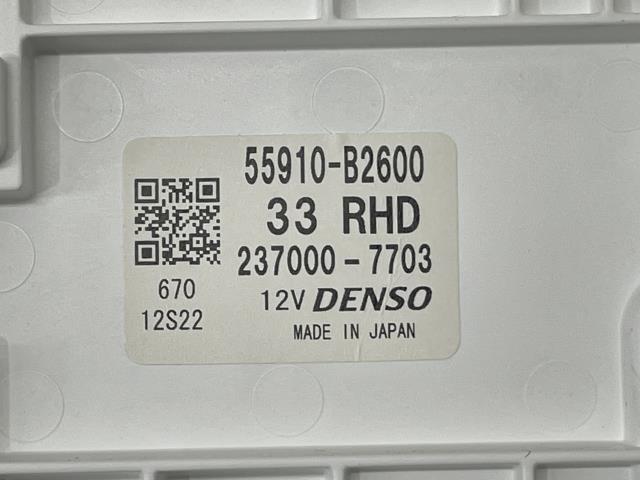 55910-B2600
33 RHD
237000-7703
12V DENSO
MADE IN JAPAN
670
12S22